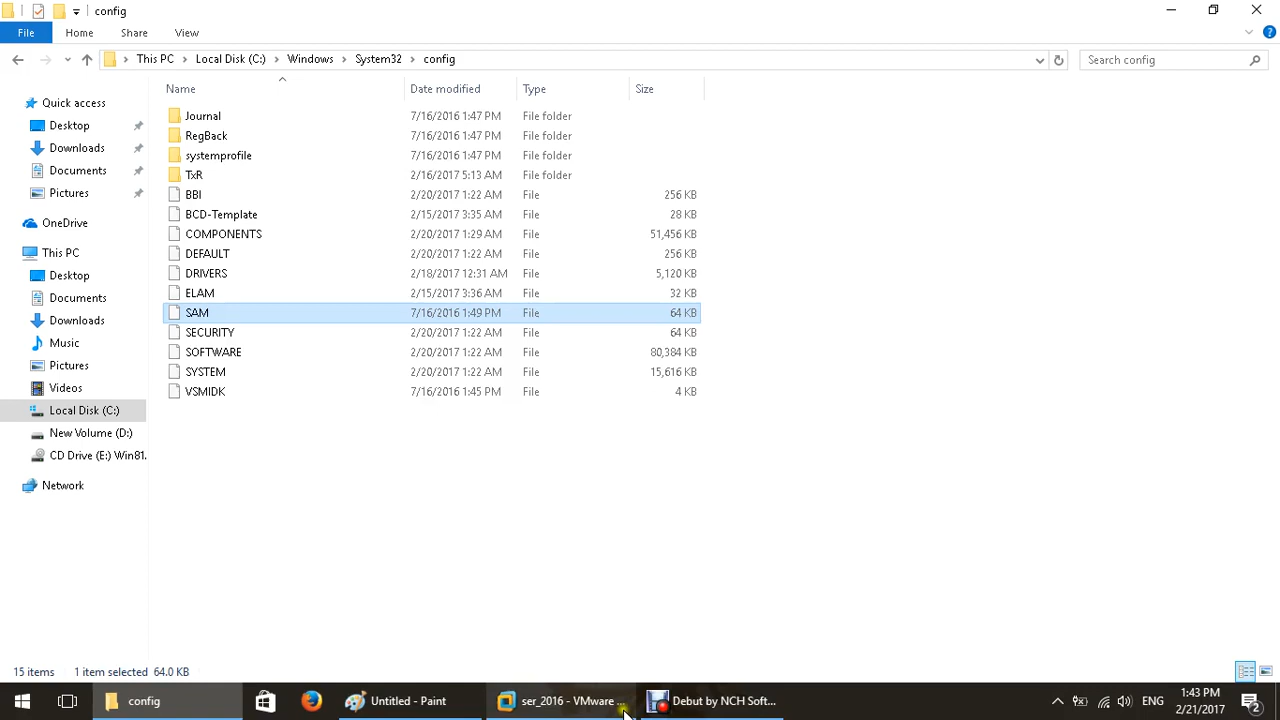 config
File Home Share View
This PC Local Disk (C:) Windows System32 config
Search config
Name Date modified Type Size
Quick access
Desktop
Downloads
Documents
Pictures
OneDrive
This PC
Desktop
Documents
Downloads
Music
Pictures
Videos
Local Disk (C:)
New Volume (D:)
CD Drive (E:) Win81.
Network
Journal 7/16/2016 1:47 PM File folder
RegBack 7/16/2016 1:47 PM File folder
systemprofile 7/16/2016 1:47 PM File folder
TxR 2/16/2017 5:13 AM File folder
BBI 2/20/2017 1:22 AM File 256 KB
BCD-Template 2/15/2017 3:35 AM File 28 KB
COMPONENTS 2/20/2017 1:29 AM File 51,456 KB
DEFAULT 2/20/2017 1:22 AM File 256 KB
DRIVERS 2/18/2017 12:31 AM File 5,120 KB
ELAM 2/15/2017 3:36 AM File 32 KB
SAM 7/16/2016 1:49 PM File 64 KB
SECURITY 2/20/2017 1:22 AM File 64 KB
SOFTWARE 2/20/2017 1:22 AM File 80,384 KB
SYSTEM 2/20/2017 1:22 AM File 15,616 KB
VSMIDK 7/16/2016 1:45 PM File 4 KB
15 items 1 item selected 64.0 KB
config Untitled - Paint ser_2016 - VMware ... Debut by NCH Soft... ENG 1:43 PM
2/21/2017
2